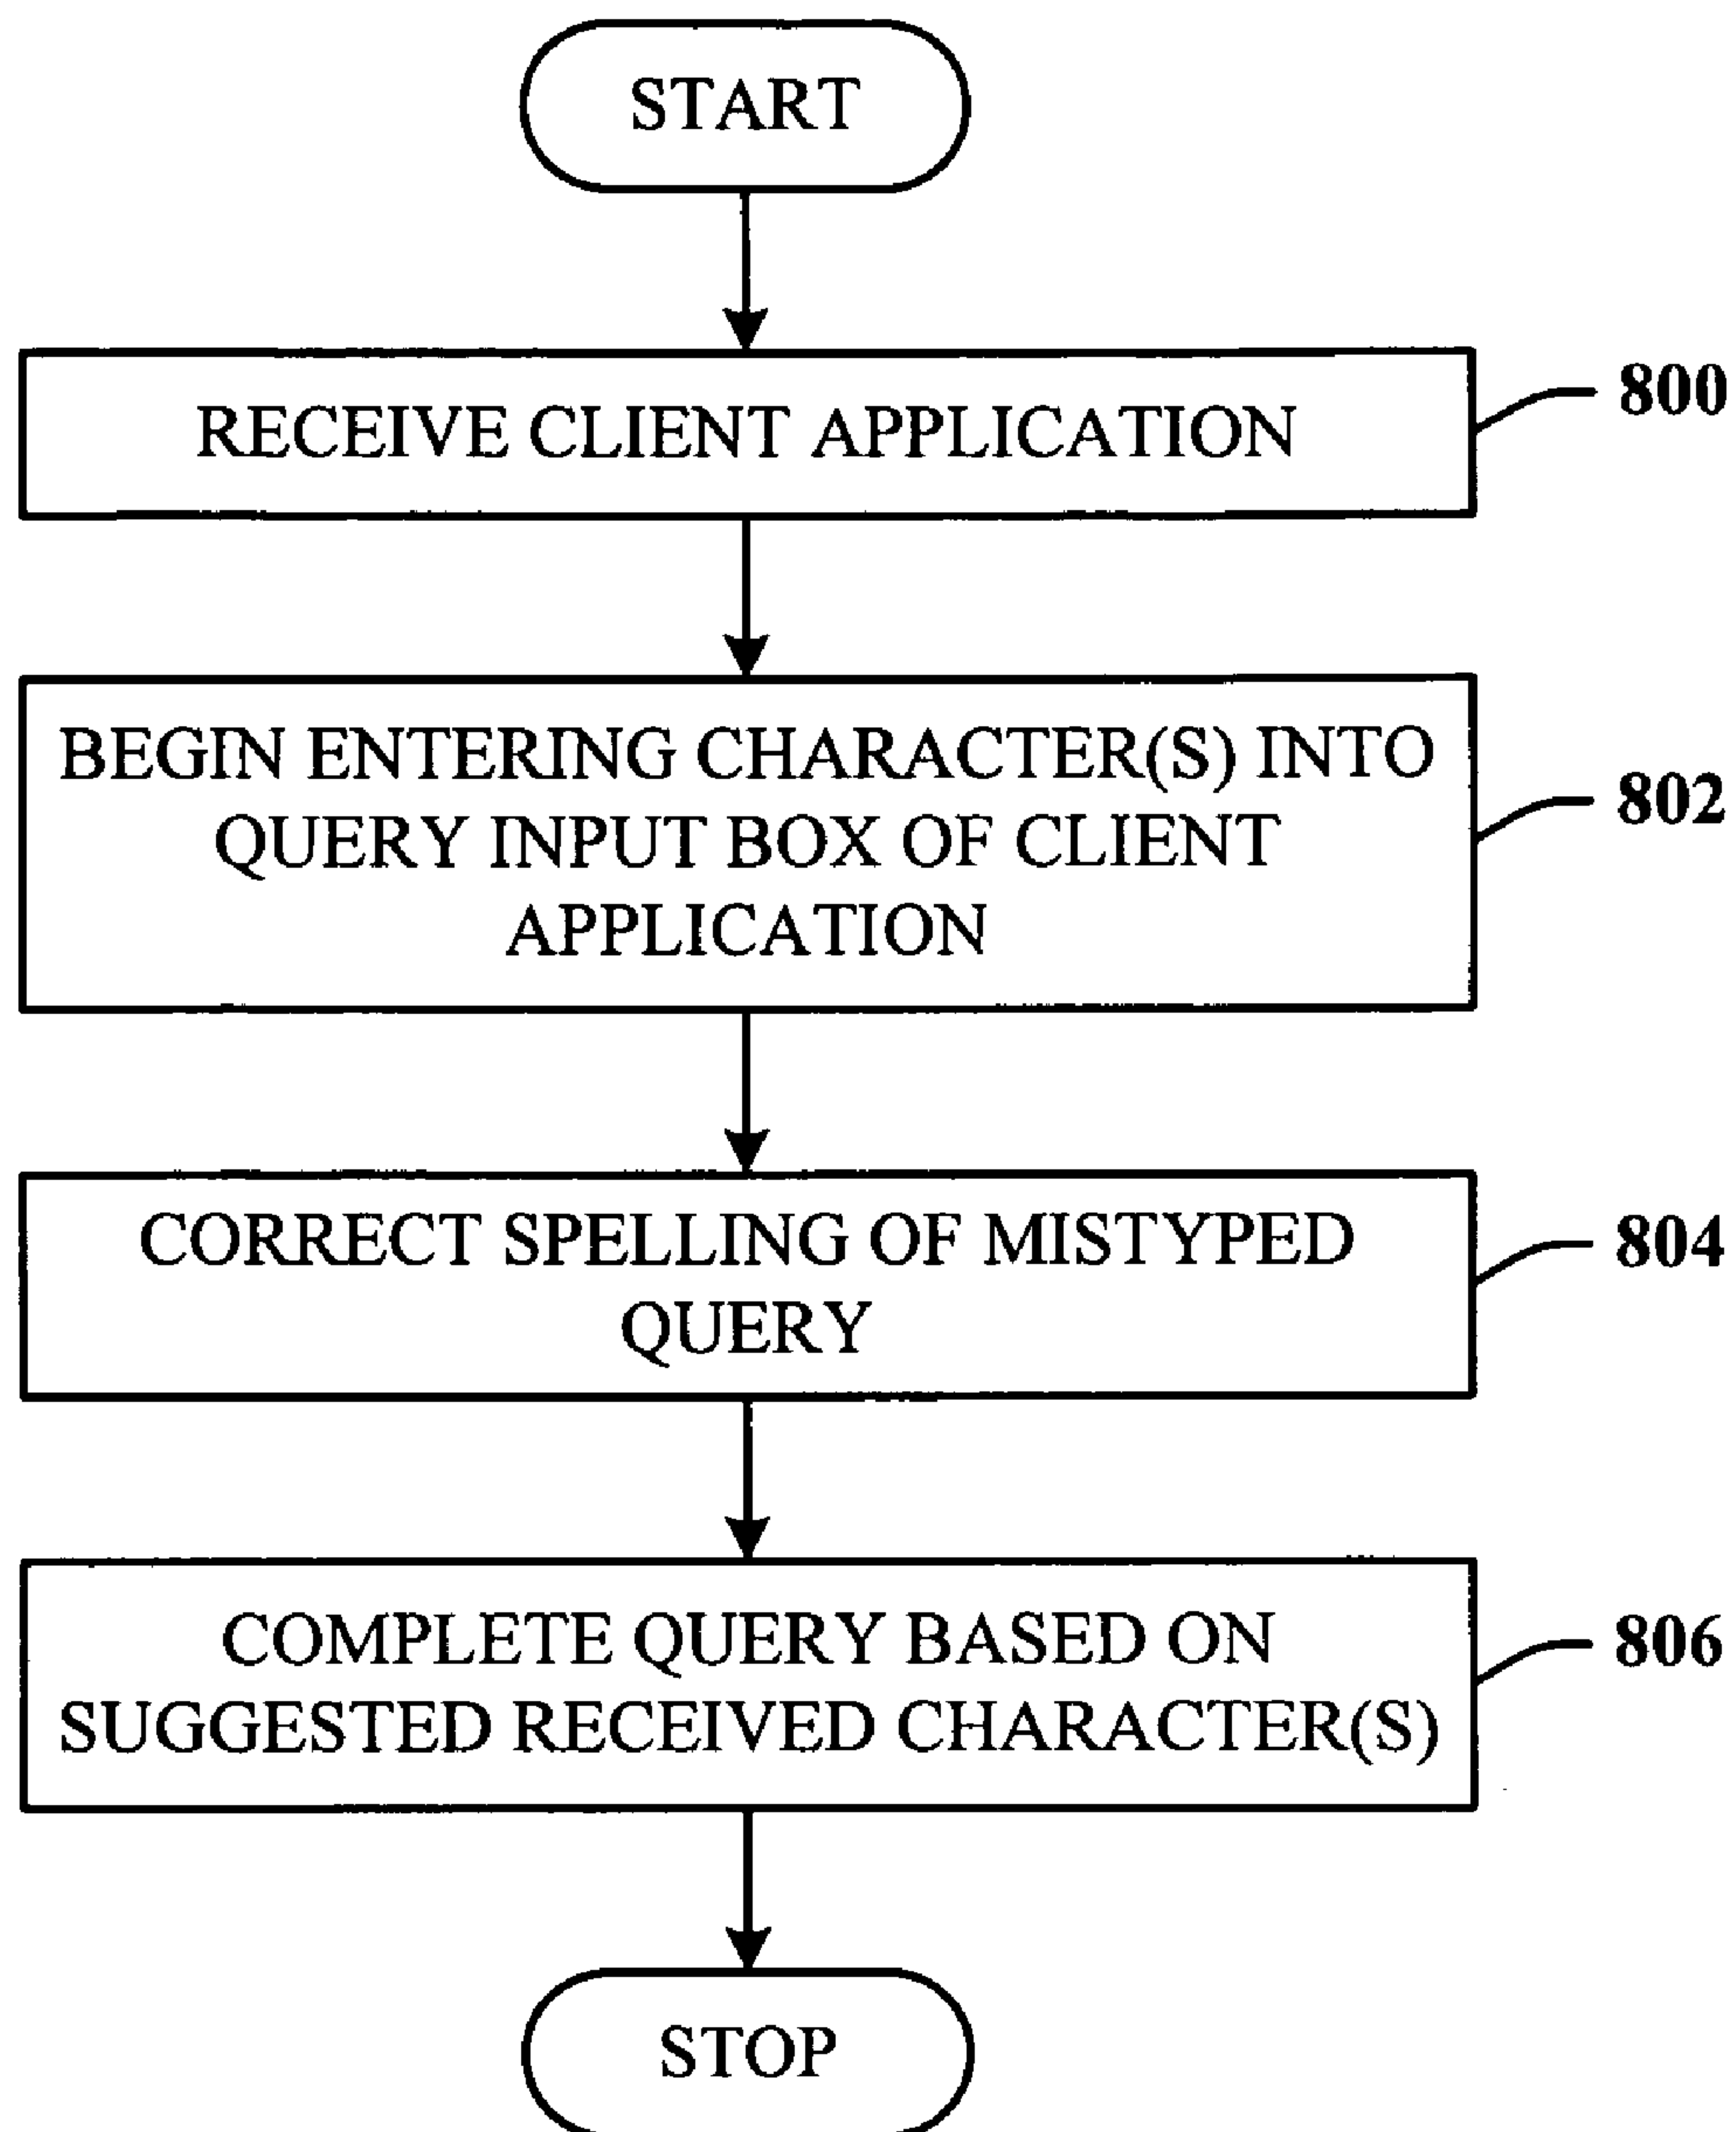 START
RECEIVE CLIENT APPLICATION
800
BEGIN ENTERING CHARACTER(S) INTO
QUERY INPUT BOX OF CLIENT
APPLICATION
802
CORRECT SPELLING OF MISTYPED
QUERY
804
COMPLETE QUERY BASED ON
SUGGESTED RECEIVED CHARACTER(S)
806
STOP